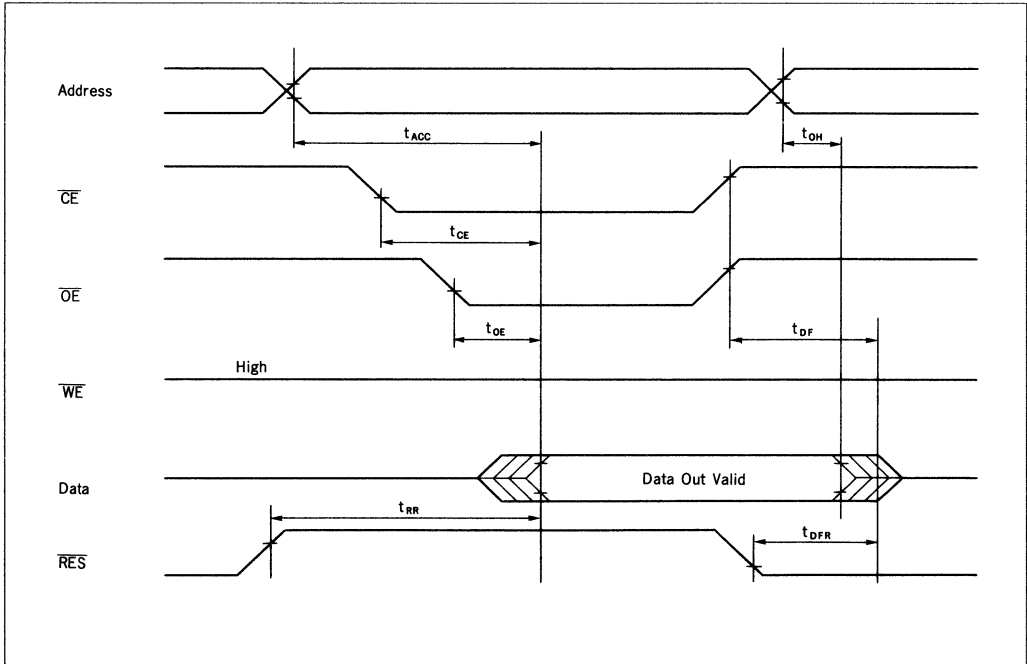 Address
tACC
tOH
CE
tCE
OE
tOE
tDF
High
WE
Data
Data Out Valid
tRR
RES
tDFR